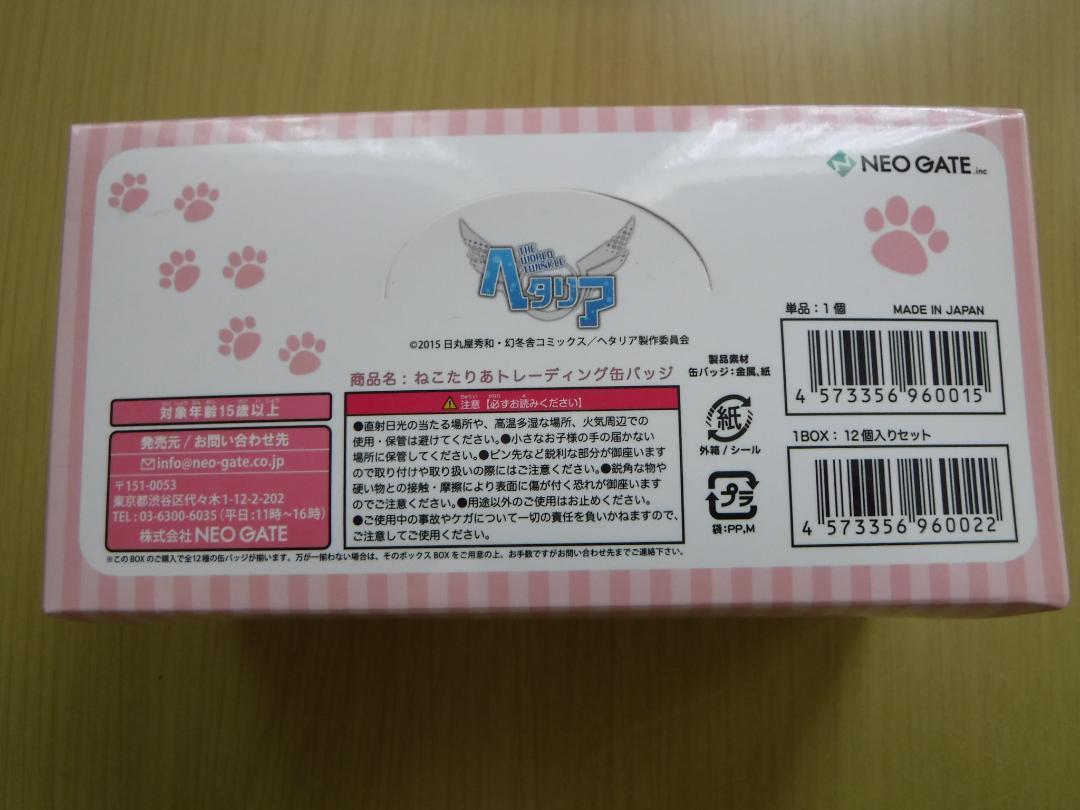 NEO GATE.inc
THE
WORLD
TWINKLE
ヘタリア
©2015 日丸屋秀和・幻冬舎コミックス／ヘタリア製作委員会
商品名：ねこたりあトレーディング缶バッジ
対象年齢15歳以上
発売元 / お問い合わせ先
info@neo-gate.co.jp
〒151-0053
東京都渋谷区代々木1-12-2-202
TEL : 03-6300-6035 (平日：11時〜16時)
株式会社 NEO GATE
注意【必ずお読みください】
●直射日光の当たる場所や、高温多湿な場所、火気周辺での
使用・保管は避けてください。●小さなお子様の手の届かない
場所に保管してください。●ピン先など鋭利な部分が御座います
ので取り付けや取り扱いの際にはご注意ください。●鋭角な物や
硬い物との接触・摩擦により表面に傷が付く恐れが御座います
のでご注意ください。●用途以外のご使用はお止めください。
●ご使用中の事故やケガについて一切の責任を負いかねますので、
ご注意してご使用ください。
※このBOXのご購入で全12種の缶バッジが揃います。万が一揃わない場合は、そのボックスBOXをご用意の上、お手数ですがお問い合わせ先までご連絡下さい。
製品素材
缶バッジ：金属、紙
紙
外箱 / シール
プラ
袋：PP,M
単品：1個 MADE IN JAPAN
4 573356 960015
1BOX：12個入りセット
4 573356 960022